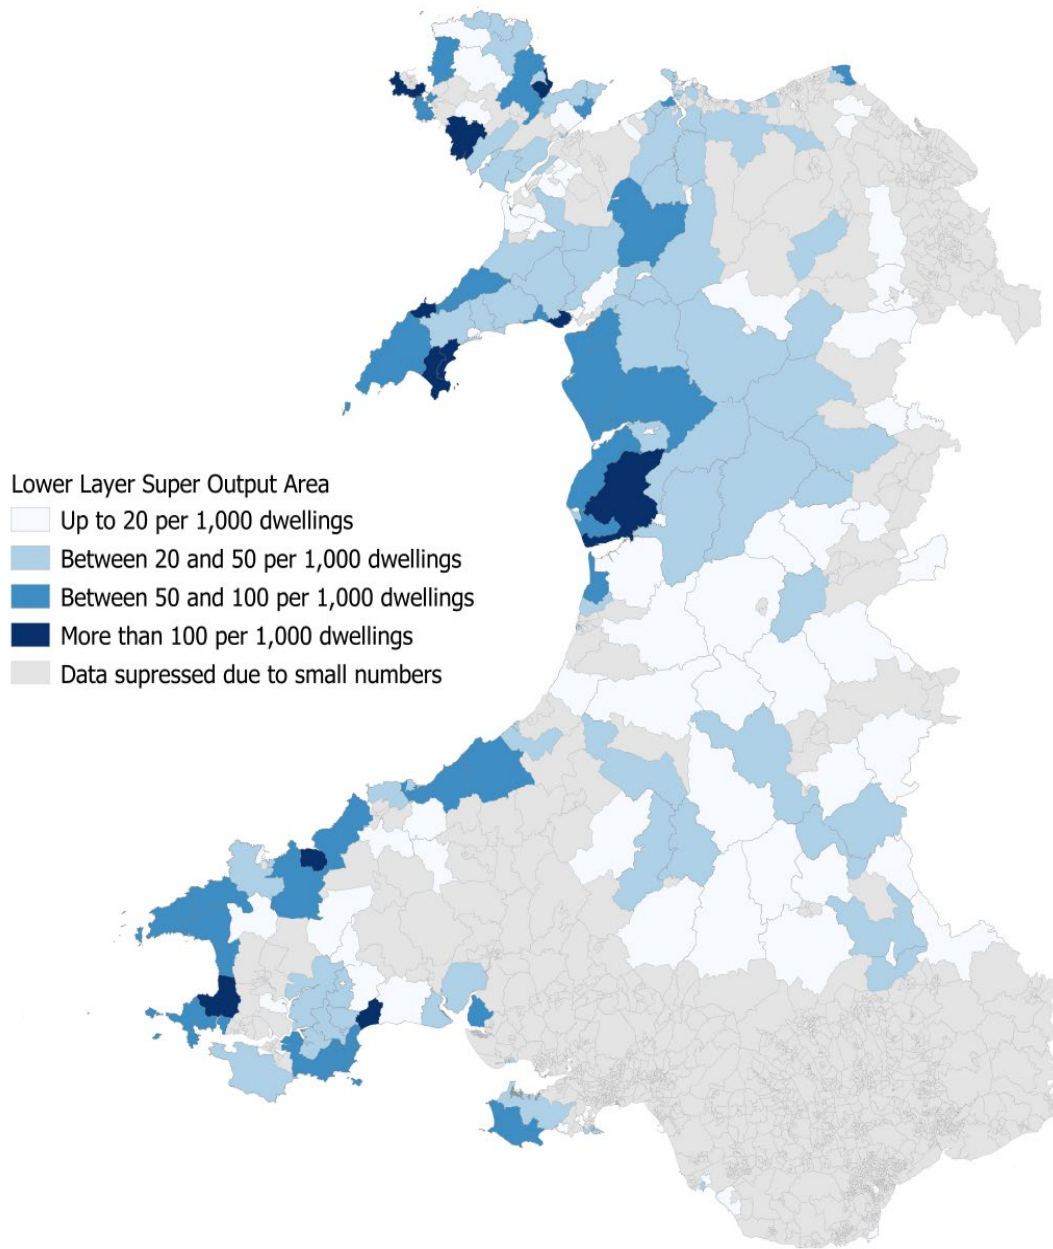 Lower Layer Super Output Area
Up to 20 per 1,000 dwellings
Between 20 and 50 per 1,000 dwellings
Between 50 and 100 per 1,000 dwellings
More than 100 per 1,000 dwellings
Data supressed due to small numbers